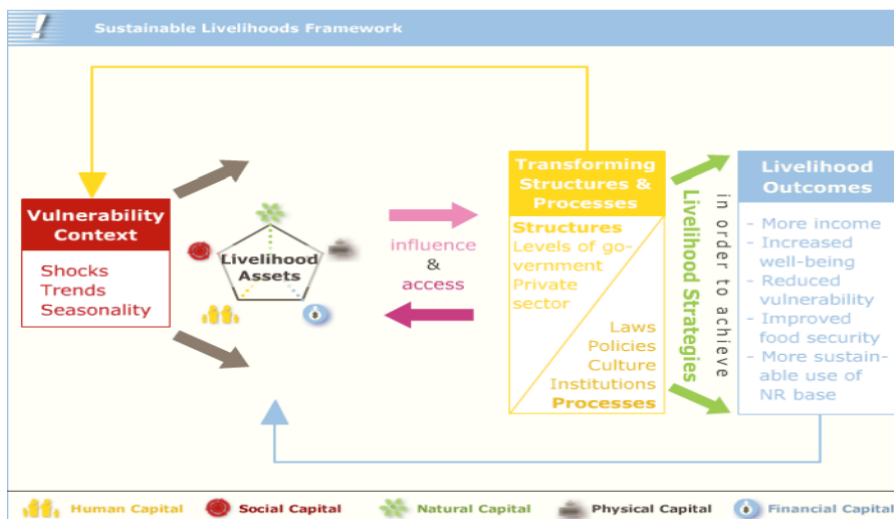 !
Sustainable Livelihoods Framework
Vulnerability
Context
Shocks
Trends
Seasonality
Livelihood
Assets
influence
&
access
Transforming
Structures &
Processes
Structures
Levels of go-
vernment
Private
sector
Laws
Policies
Culture
Institutions
Processes
Livelihood Strategies
in order to achieve
Livelihood
Outcomes
- More income
- Increased
well-being
- Reduced
vulnerability
- Improved
food security
- More sustain-
able use of
NR base
Human Capital
Social Capital
Natural Capital
Physical Capital
Financial Capital